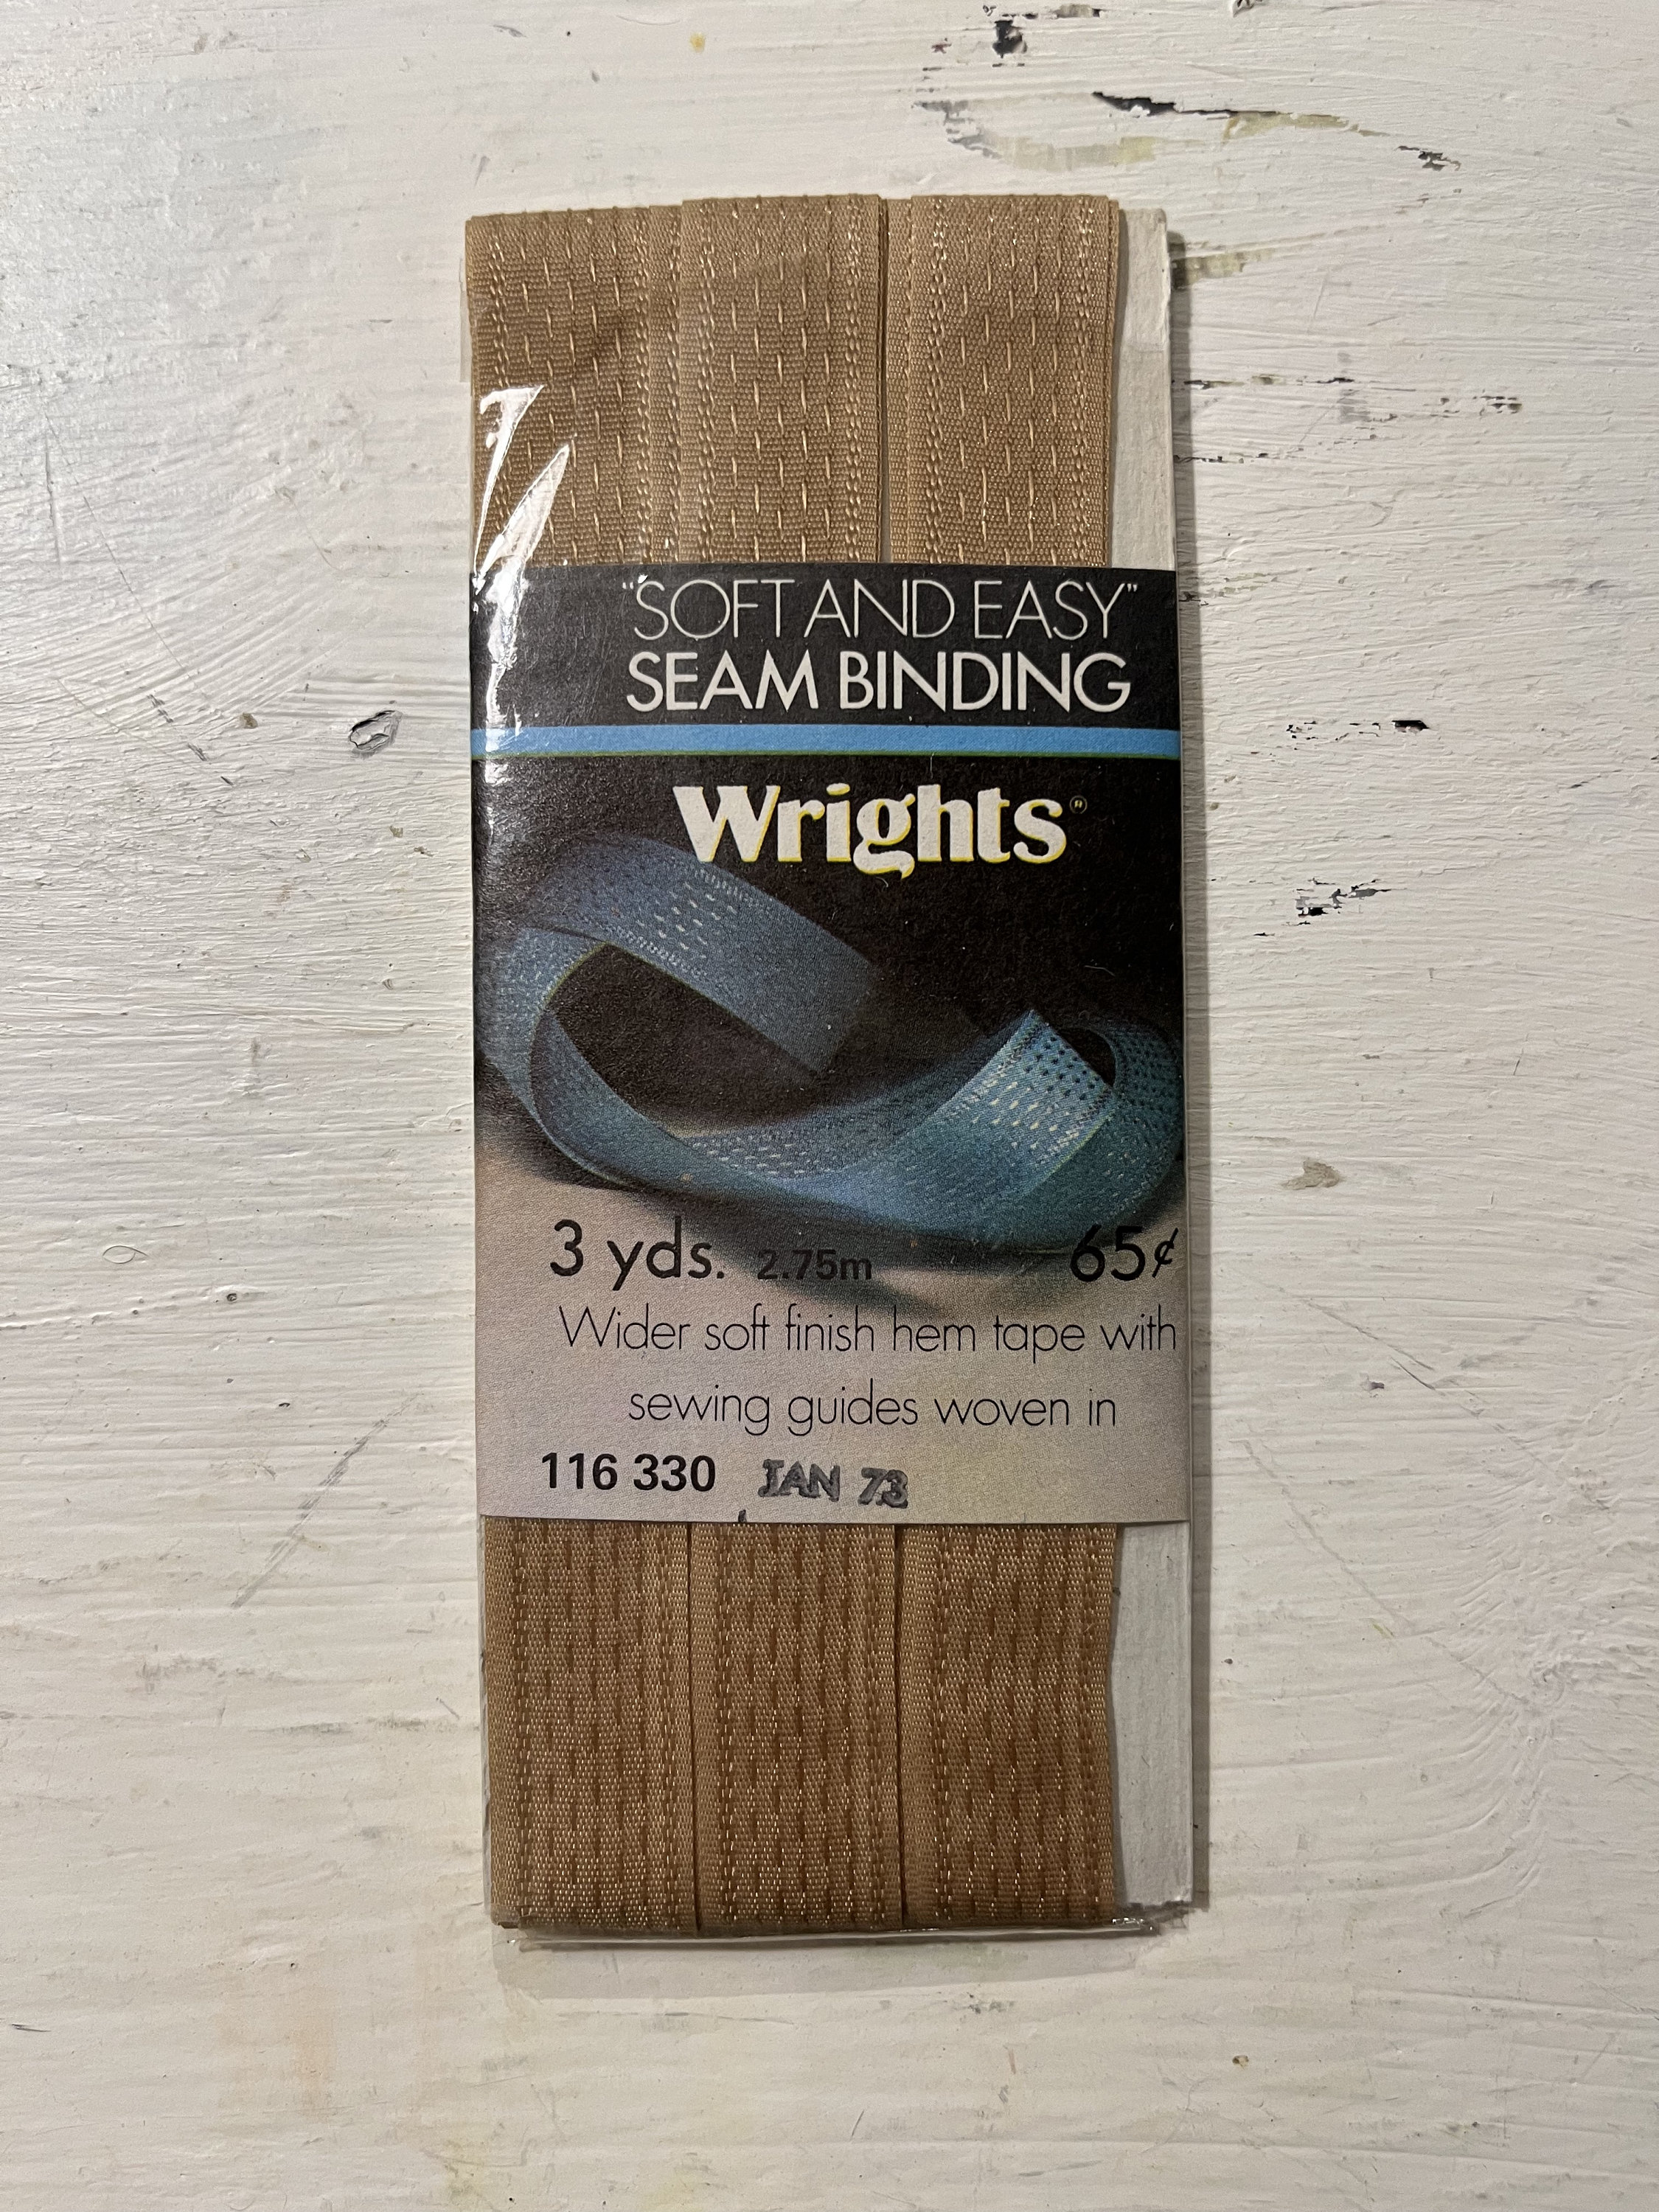 "SOFT AND EASY"
SEAM BINDING
Wrights®
3 yds. 2.75m 65¢
Wider soft finish hem tape with
sewing guides woven in
116 330 JAN 73